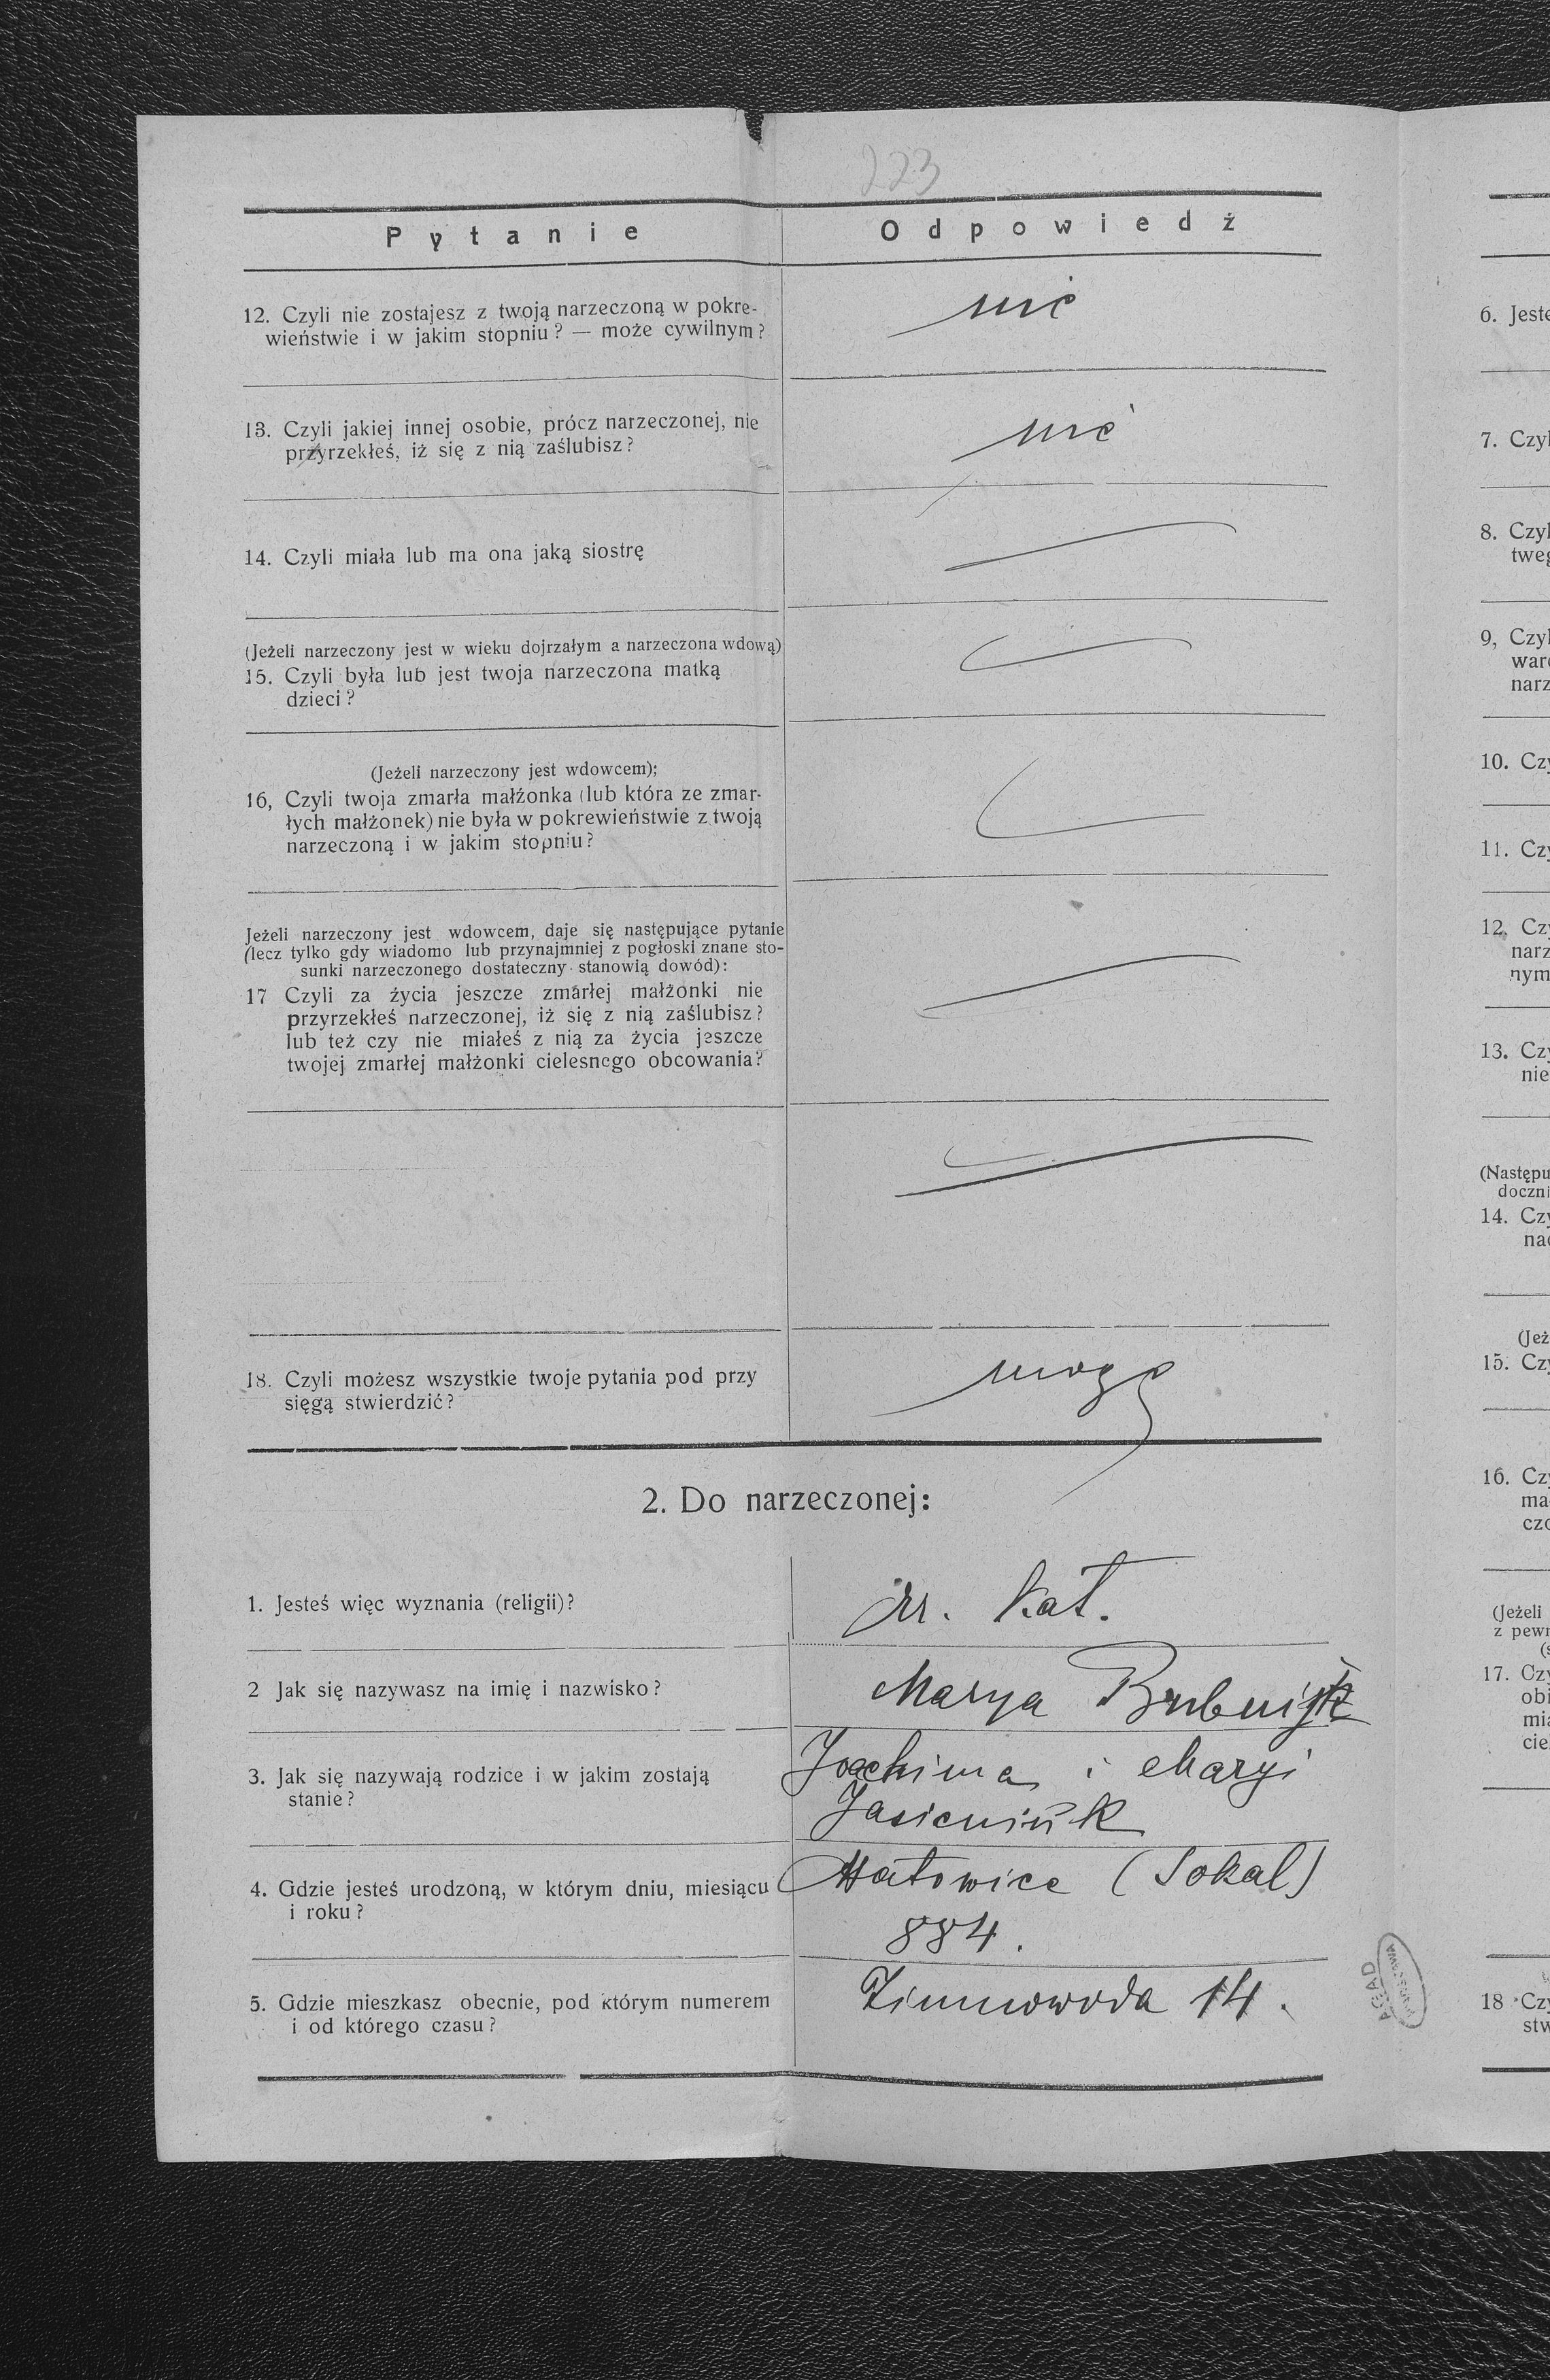 223
Pytanie
Odpowiedź
12. Czyli nie zostajesz z twoją narzeczoną w pokre-
wieństwie i w jakim stopniu? — może cywilnym?
nie
13. Czyli jakiej innej osobie, prócz narzeczonej, nie
przyrzekłeś, iż się z nią zaślubisz?
nie
14. Czyli miała lub ma ona jaką siostrę
(Jeżeli narzeczony jest w wieku dojrzałym a narzeczona wdową)
15. Czyli była lub jest twoja narzeczona matką
dzieci?
(Jeżeli narzeczony jest wdowcem);
16, Czyli twoja zmarła małżonka (lub która ze zmar-
łych małżonek) nie była w pokrewieństwie z twoją
narzeczoną i w jakim stopniu?
Jeżeli narzeczony jest wdowcem, daje się następujące pytanie
(lecz tylko gdy wiadomo lub przynajmniej z pogłoski znane sto-
sunki narzeczonego dostateczny stanowią dowód):
17 Czyli za życia jeszcze zmarłej małżonki nie
przyrzekłeś narzeczonej, iż się z nią zaślubisz?
lub też czy nie miałeś z nią za życia jeszcze
twojej zmarłej małżonki cielesnego obcowania?
18. Czyli możesz wszystkie twoje pytania pod przy
sięgą stwierdzić?
mogę
2. Do narzeczonej:
1. Jesteś więc wyznania (religii)?
kat.
2 Jak się nazywasz na imię i nazwisko?
Marya
3. Jak się nazywają rodzice i w jakim zostają
stanie?
Joachima i Maryi
4. Gdzie jesteś urodzoną, w którym dniu, miesiącu
i roku?
(Sokal)
884.
5. Gdzie mieszkasz obecnie, pod którym numerem
i od którego czasu?
Zimnowoda 14.
6. Jeste
7. Czyl
8. Czyl
tweg
9, Czyl
narz
10. Czy
11. Czy
12. Czy
narz
nym
13. Czy
nie
(Następu
doczni
14. Czy
(Jeż
15. Czy
16. Czy
ma
(Jeżeli
z pewn
17. Czy
obi
cie
18 Czy
stw
AGAD